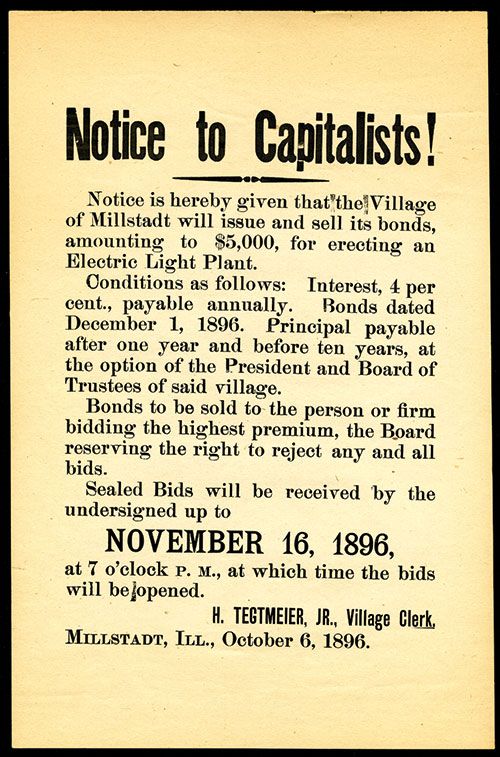 Notice to Capitalists!
Notice is hereby given that the Village
of Millstadt will issue and sell its bonds,
amounting to $5,000, for erecting an
Electric Light Plant.
Conditions as follows: Interest, 4 per
cent., payable annually. Bonds dated
December 1, 1896. Principal payable
after one year and before ten years, at
the option of the President and Board of
Trustees of said village.
Bonds to be sold to the person or firm
bidding the highest premium, the Board
reserving the right to reject any and all
bids.
Sealed Bids will be received by the
undersigned up to
NOVEMBER 16, 1896,
at 7 o'clock P. M., at which time the bids
will be opened.
H. TEGTMEIER, JR., Village Clerk.
MILLSTADT, ILL., October 6, 1896.